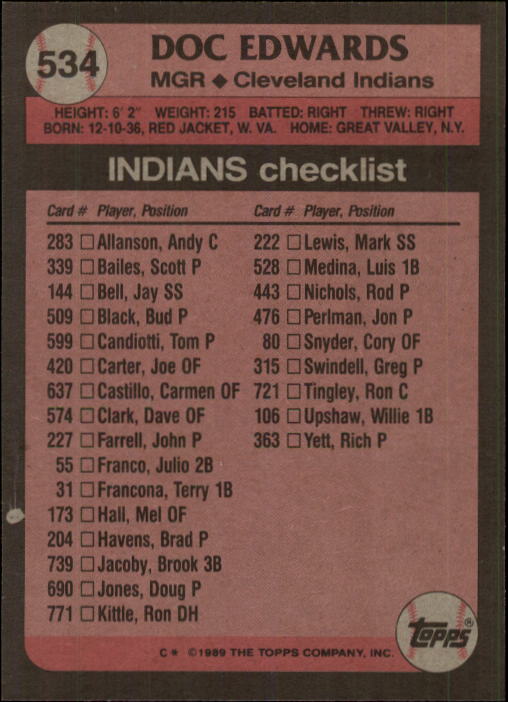 534
DOC EDWARDS
MGR ◆ Cleveland Indians
HEIGHT: 6' 2" WEIGHT: 215 BATTED: RIGHT THREW: RIGHT
BORN: 12-10-36, RED JACKET, W. VA. HOME: GREAT VALLEY, N.Y.
INDIANS checklist
Card # Player, Position
283 □ Allanson, Andy C
339 □ Bailes, Scott P
144 □ Bell, Jay SS
509 □ Black, Bud P
599 □ Candiotti, Tom P
420 □ Carter, Joe OF
637 □ Castillo, Carmen OF
574 □ Clark, Dave OF
227 □ Farrell, John P
55 □ Franco, Julio 2B
31 □ Francona, Terry 1B
173 □ Hall, Mel OF
204 □ Havens, Brad P
739 □ Jacoby, Brook 3B
690 □ Jones, Doug P
771 □ Kittle, Ron DH
Card # Player, Position
222 □ Lewis, Mark SS
528 □ Medina, Luis 1B
443 □ Nichols, Rod P
476 □ Perlman, Jon P
80 □ Snyder, Cory OF
315 □ Swindell, Greg P
721 □ Tingley, Ron C
106 □ Upshaw, Willie 1B
363 □ Yett, Rich P
topps®
C* ©1989 THE TOPPS COMPANY, INC.